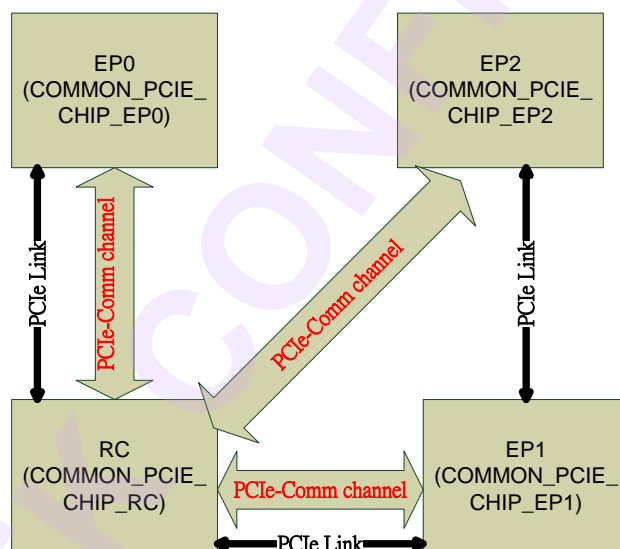 EP0
(COMMON_PCIE_
CHIP_EP0)
EP2
(COMMON_PCIE_
CHIP_EP2
PCIe Link
PCIe-Comm channel
PCIe-Comm channel
PCIe Link
RC
(COMMON_PCIE_
CHIP_RC)
EP1
(COMMON_PCIE_
CHIP_EP1)
PCIe-Comm channel
PCIe Link